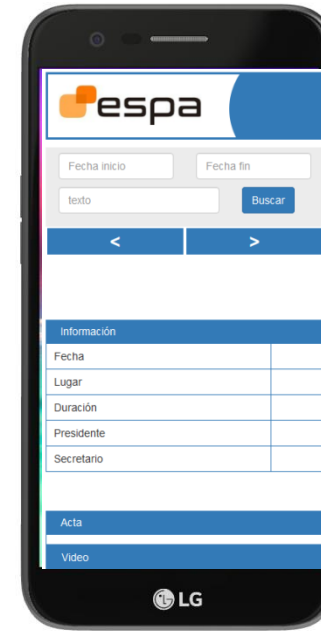 espa
Fecha inicio Fecha fin
texto Buscar
< >
Información
Fecha
Lugar
Duración
Presidente
Secretario
Acta
Video
LG